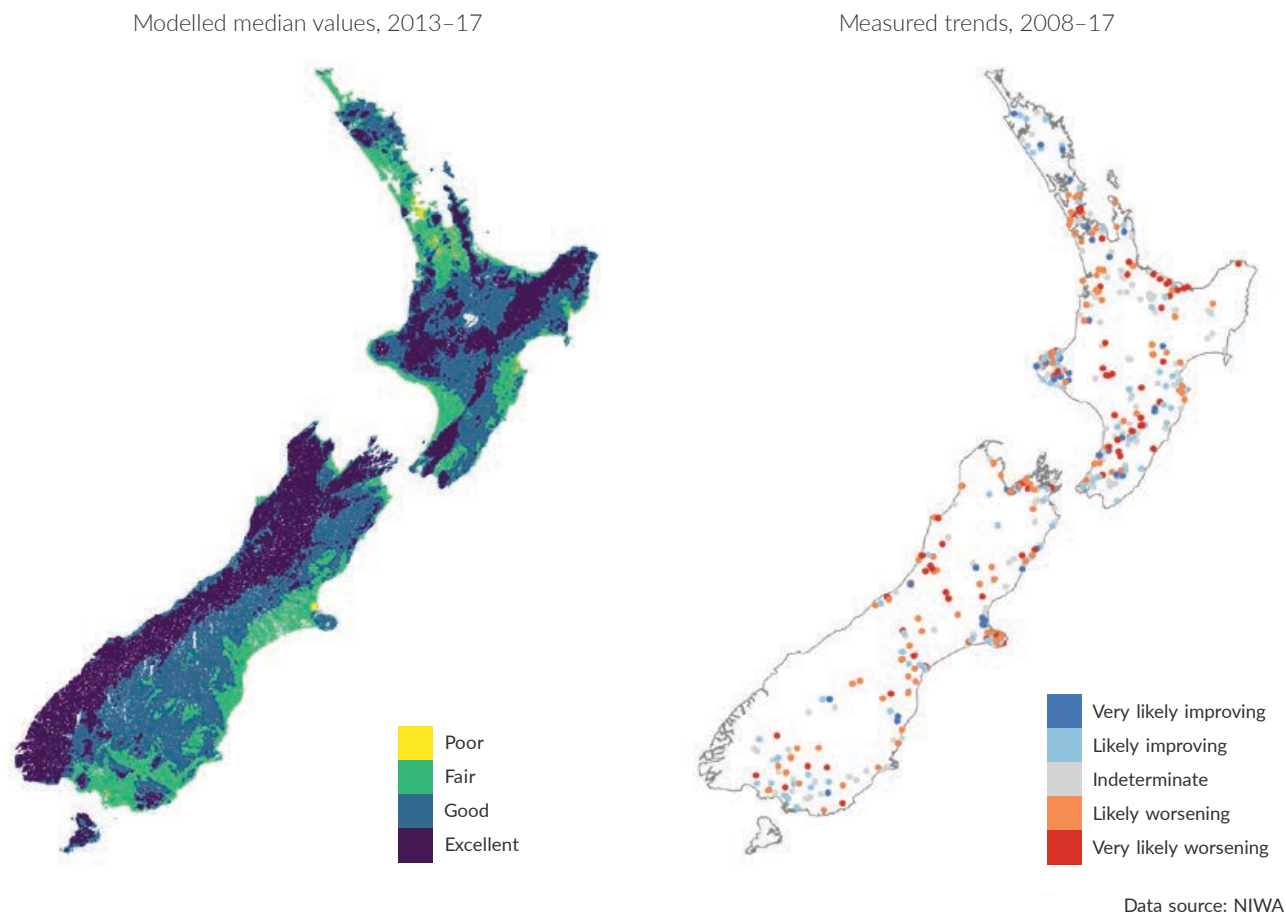 Modelled median values, 2013–17
Measured trends, 2008–17
Poor
Fair
Good
Excellent
Very likely improving
Likely improving
Indeterminate
Likely worsening
Very likely worsening
Data source: NIWA